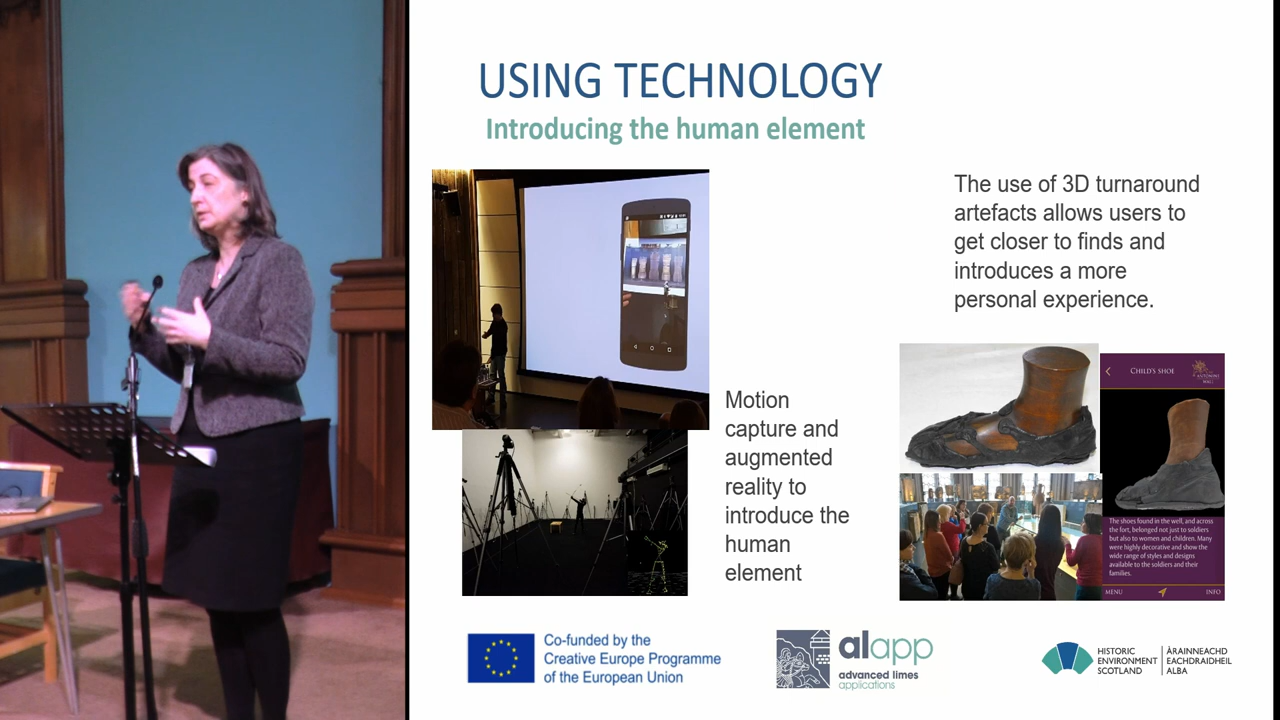 USING TECHNOLOGY
Introducing the human element
The use of 3D turnaround
artefacts allows users to
get closer to finds and
introduces a more
personal experience.
Motion
capture and
augmented
reality to
introduce the
human
element
CHILD'S SHOE
ANTONINE
WALL
The shoes found in the well, and across
the fort, belonged not just to soldiers
but also to women and children. Many
were highly decorative and show the
wide range of styles and designs
available to the soldiers and their
families.
MENU
INFO
Co-funded by the
Creative Europe Programme
of the European Union
alapp
advanced limes
applications
HISTORIC
ENVIRONMENT
SCOTLAND
ÀRAINNEACHD
EACHDRAIDHEIL
ALBA